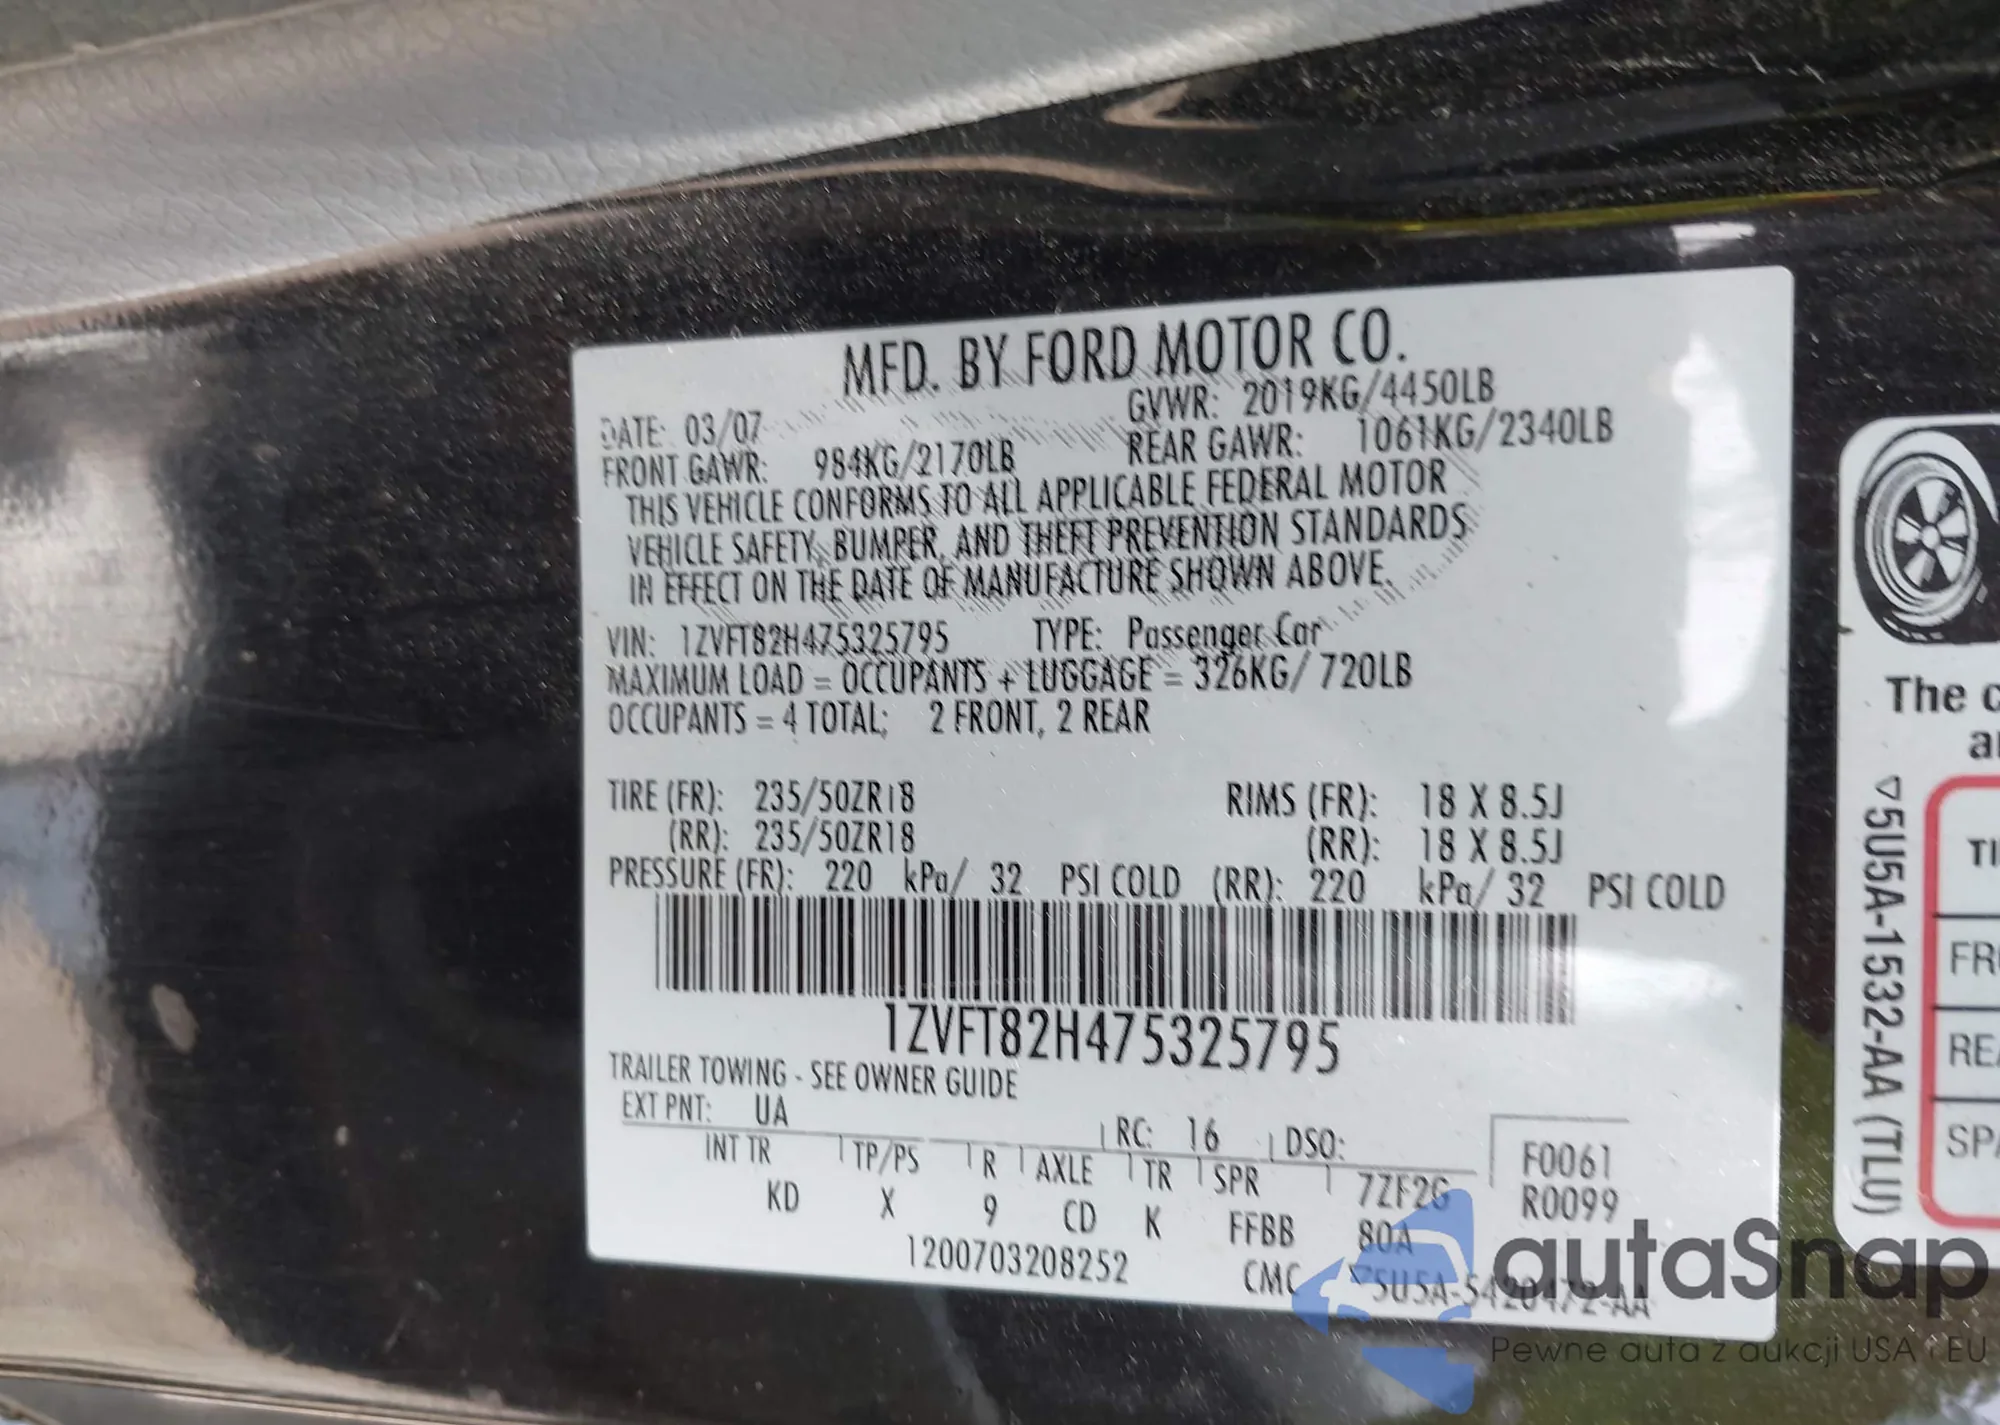 MFD. BY FORD MOTOR CO.
DATE: 03/07 GVWR: 2019KG/4450LB
FRONT GAWR: 984KG/2170LB REAR GAWR: 1061KG/2340LB
THIS VEHICLE CONFORMS TO ALL APPLICABLE FEDERAL MOTOR
VEHICLE SAFETY, BUMPER, AND THEFT PREVENTION STANDARDS
IN EFFECT ON THE DATE OF MANUFACTURE SHOWN ABOVE.
VIN: 1ZVFT82H475325795 TYPE: Passenger Car
MAXIMUM LOAD = OCCUPANTS + LUGGAGE = 326KG/ 720LB
OCCUPANTS = 4 TOTAL; 2 FRONT, 2 REAR
TIRE (FR): 235/50ZR18 RIMS (FR): 18 X 8.5J
(RR): 235/50ZR18 (RR): 18 X 8.5J
PRESSURE (FR): 220 kPa/ 32 PSI COLD (RR): 220 kPa/ 32 PSI COLD
1ZVFT82H475325795
TRAILER TOWING - SEE OWNER GUIDE
EXT PNT: UA RC: 16 DSO: F0061
INT TR TP/PS R AXLE TR SPR 7ZF2G R0099
KD X 9 CD K FFBB 80A
1200703208252 CMC 5U5A-5420472-AA
The
5U5A-1532-AA (TLU)
autaSnap
Pewne auta z aukcji USA i EU